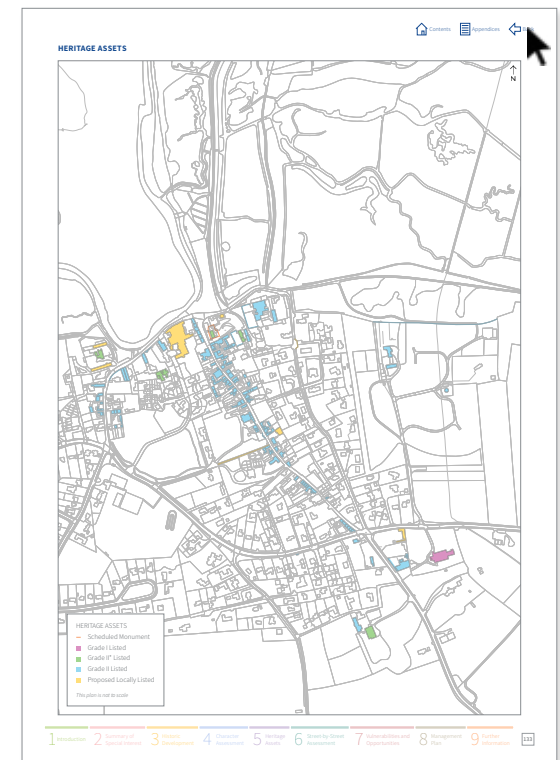 Contents Appendices
HERITAGE ASSETS
N
HERITAGE ASSETS
Scheduled Monument
Grade I Listed
Grade II* Listed
Grade II Listed
Proposed Locally Listed
This plan is not to scale
1 Introduction 2 Summary of Special Interest 3 Historic Development 4 Character Assessment 5 Heritage Assets 6 Street by Street Assessment 7 Vulnerabilities and Opportunities 8 Management Plan 9 Further Information 133